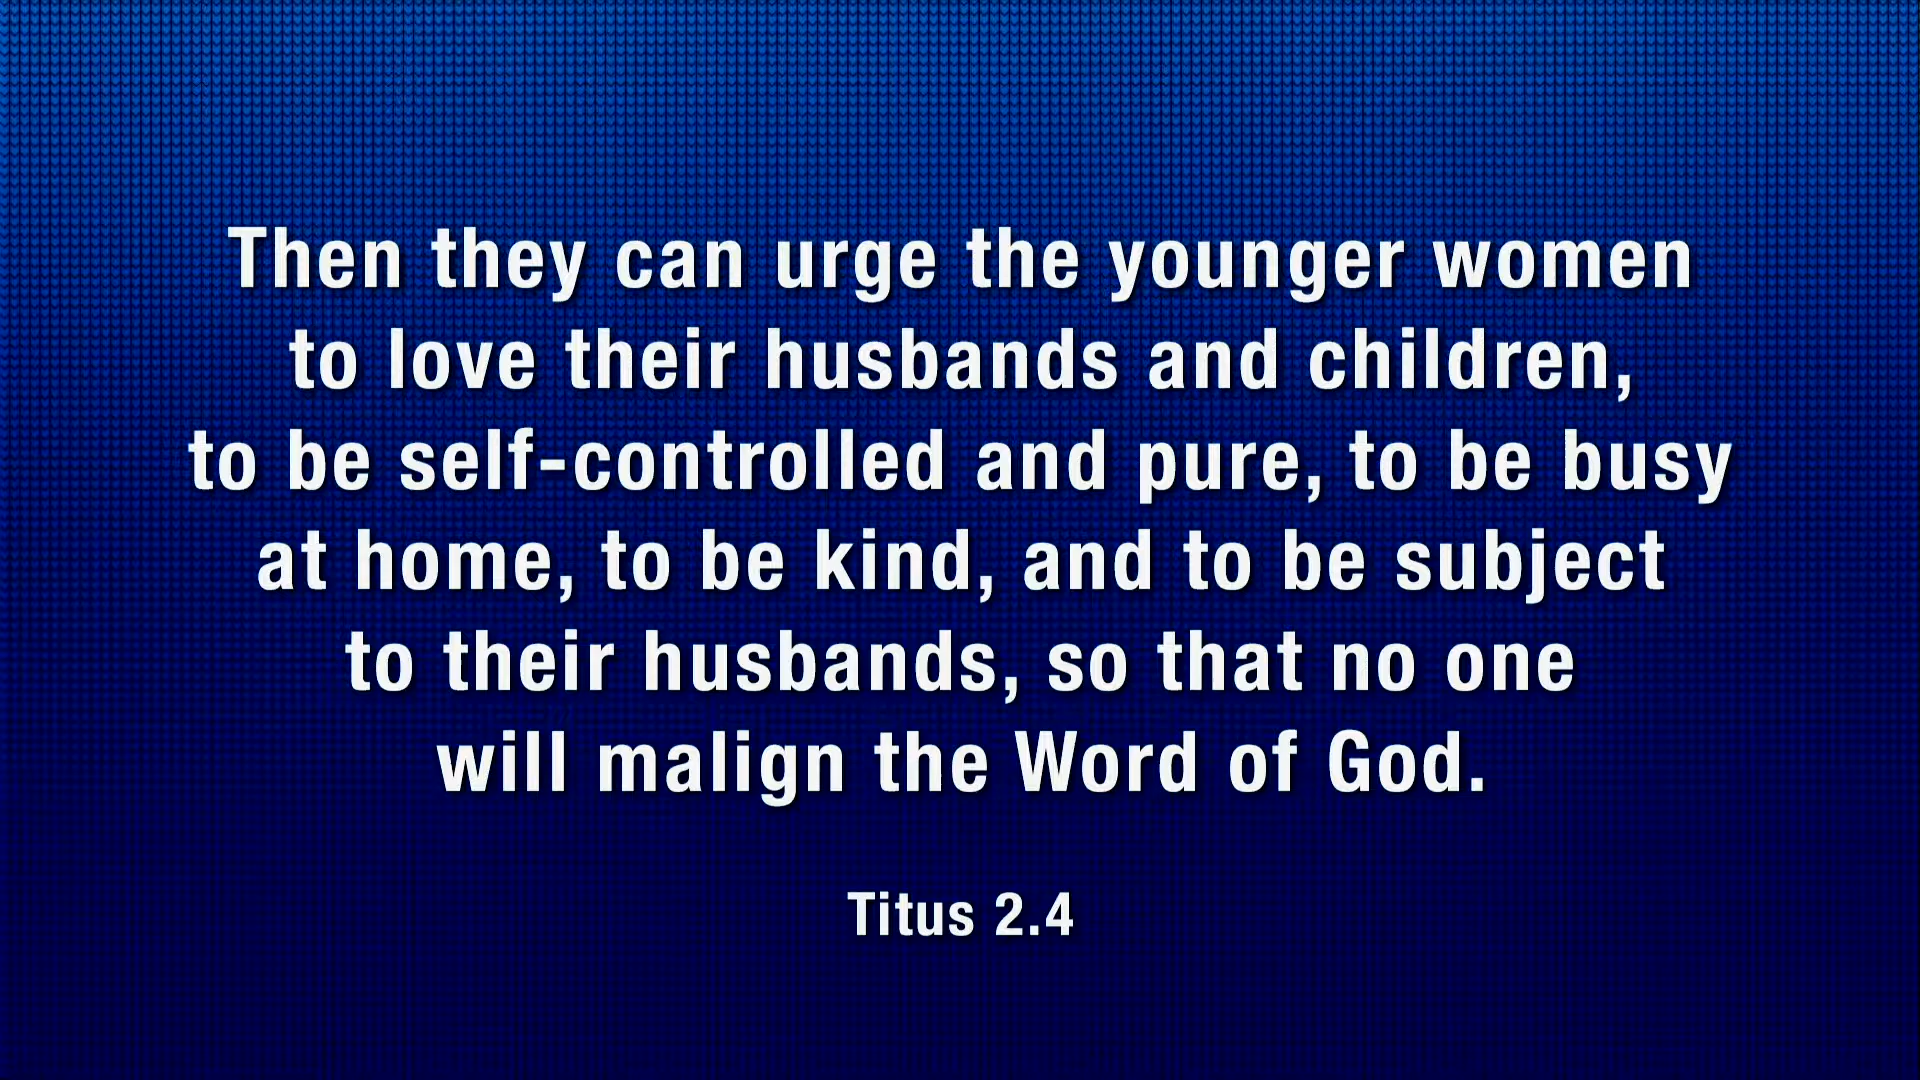 Then they can urge the younger women
to love their husbands and children,
to be self-controlled and pure, to be busy
at home, to be kind, and to be subject
to their husbands, so that no one
will malign the Word of God.
Titus 2.4